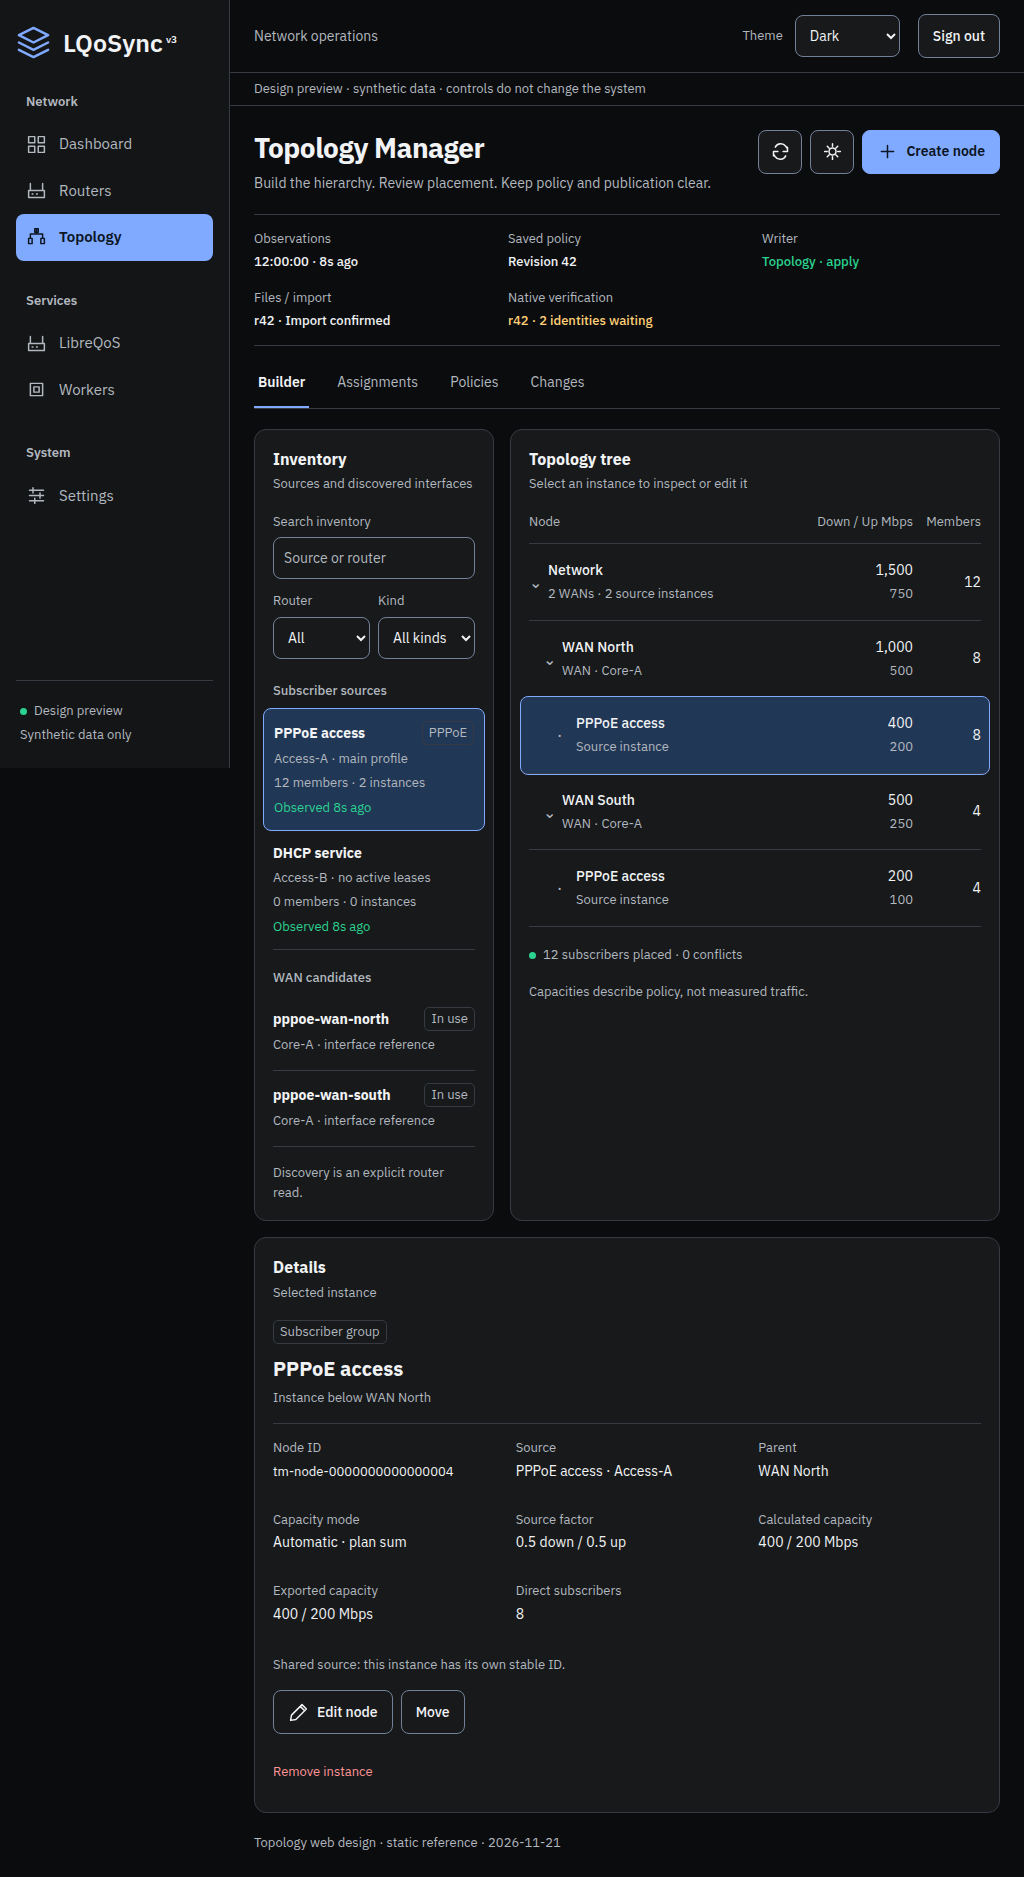 LQoSync v3
Network
Dashboard
Routers
Topology
Services
LibreQoS
Workers
System
Settings
Design preview
Synthetic data only
Network operations
Theme
Dark
Sign out
Design preview · synthetic data · controls do not change the system
Topology Manager
Build the hierarchy. Review placement. Keep policy and publication clear.
Create node
Observations
12:00:00 · 8s ago
Saved policy
Revision 42
Writer
Topology · apply
Files / import
r42 · Import confirmed
Native verification
r42 · 2 identities waiting
Builder
Assignments
Policies
Changes
Inventory
Sources and discovered interfaces
Search inventory
Source or router
Router
Kind
All
All kinds
Subscriber sources
PPPoE access
PPPoE
Access-A · main profile
12 members · 2 instances
Observed 8s ago
DHCP service
Access-B · no active leases
0 members · 0 instances
Observed 8s ago
WAN candidates
pppoe-wan-north
In use
Core-A · interface reference
pppoe-wan-south
In use
Core-A · interface reference
Discovery is an explicit router
read.
Topology tree
Select an instance to inspect or edit it
Node
Down / Up Mbps
Members
Network
2 WANs · 2 source instances
1,500
750
12
WAN North
WAN · Core-A
1,000
500
8
PPPoE access
Source instance
400
200
8
WAN South
WAN · Core-A
500
250
4
PPPoE access
Source instance
200
100
4
12 subscribers placed · 0 conflicts
Capacities describe policy, not measured traffic.
Details
Selected instance
Subscriber group
PPPoE access
Instance below WAN North
Node ID
tm-node-0000000000000004
Source
PPPoE access · Access-A
Parent
WAN North
Capacity mode
Automatic · plan sum
Source factor
0.5 down / 0.5 up
Calculated capacity
400 / 200 Mbps
Exported capacity
400 / 200 Mbps
Direct subscribers
8
Shared source: this instance has its own stable ID.
Edit node
Move
Remove instance
Topology web design · static reference · 2026-11-21